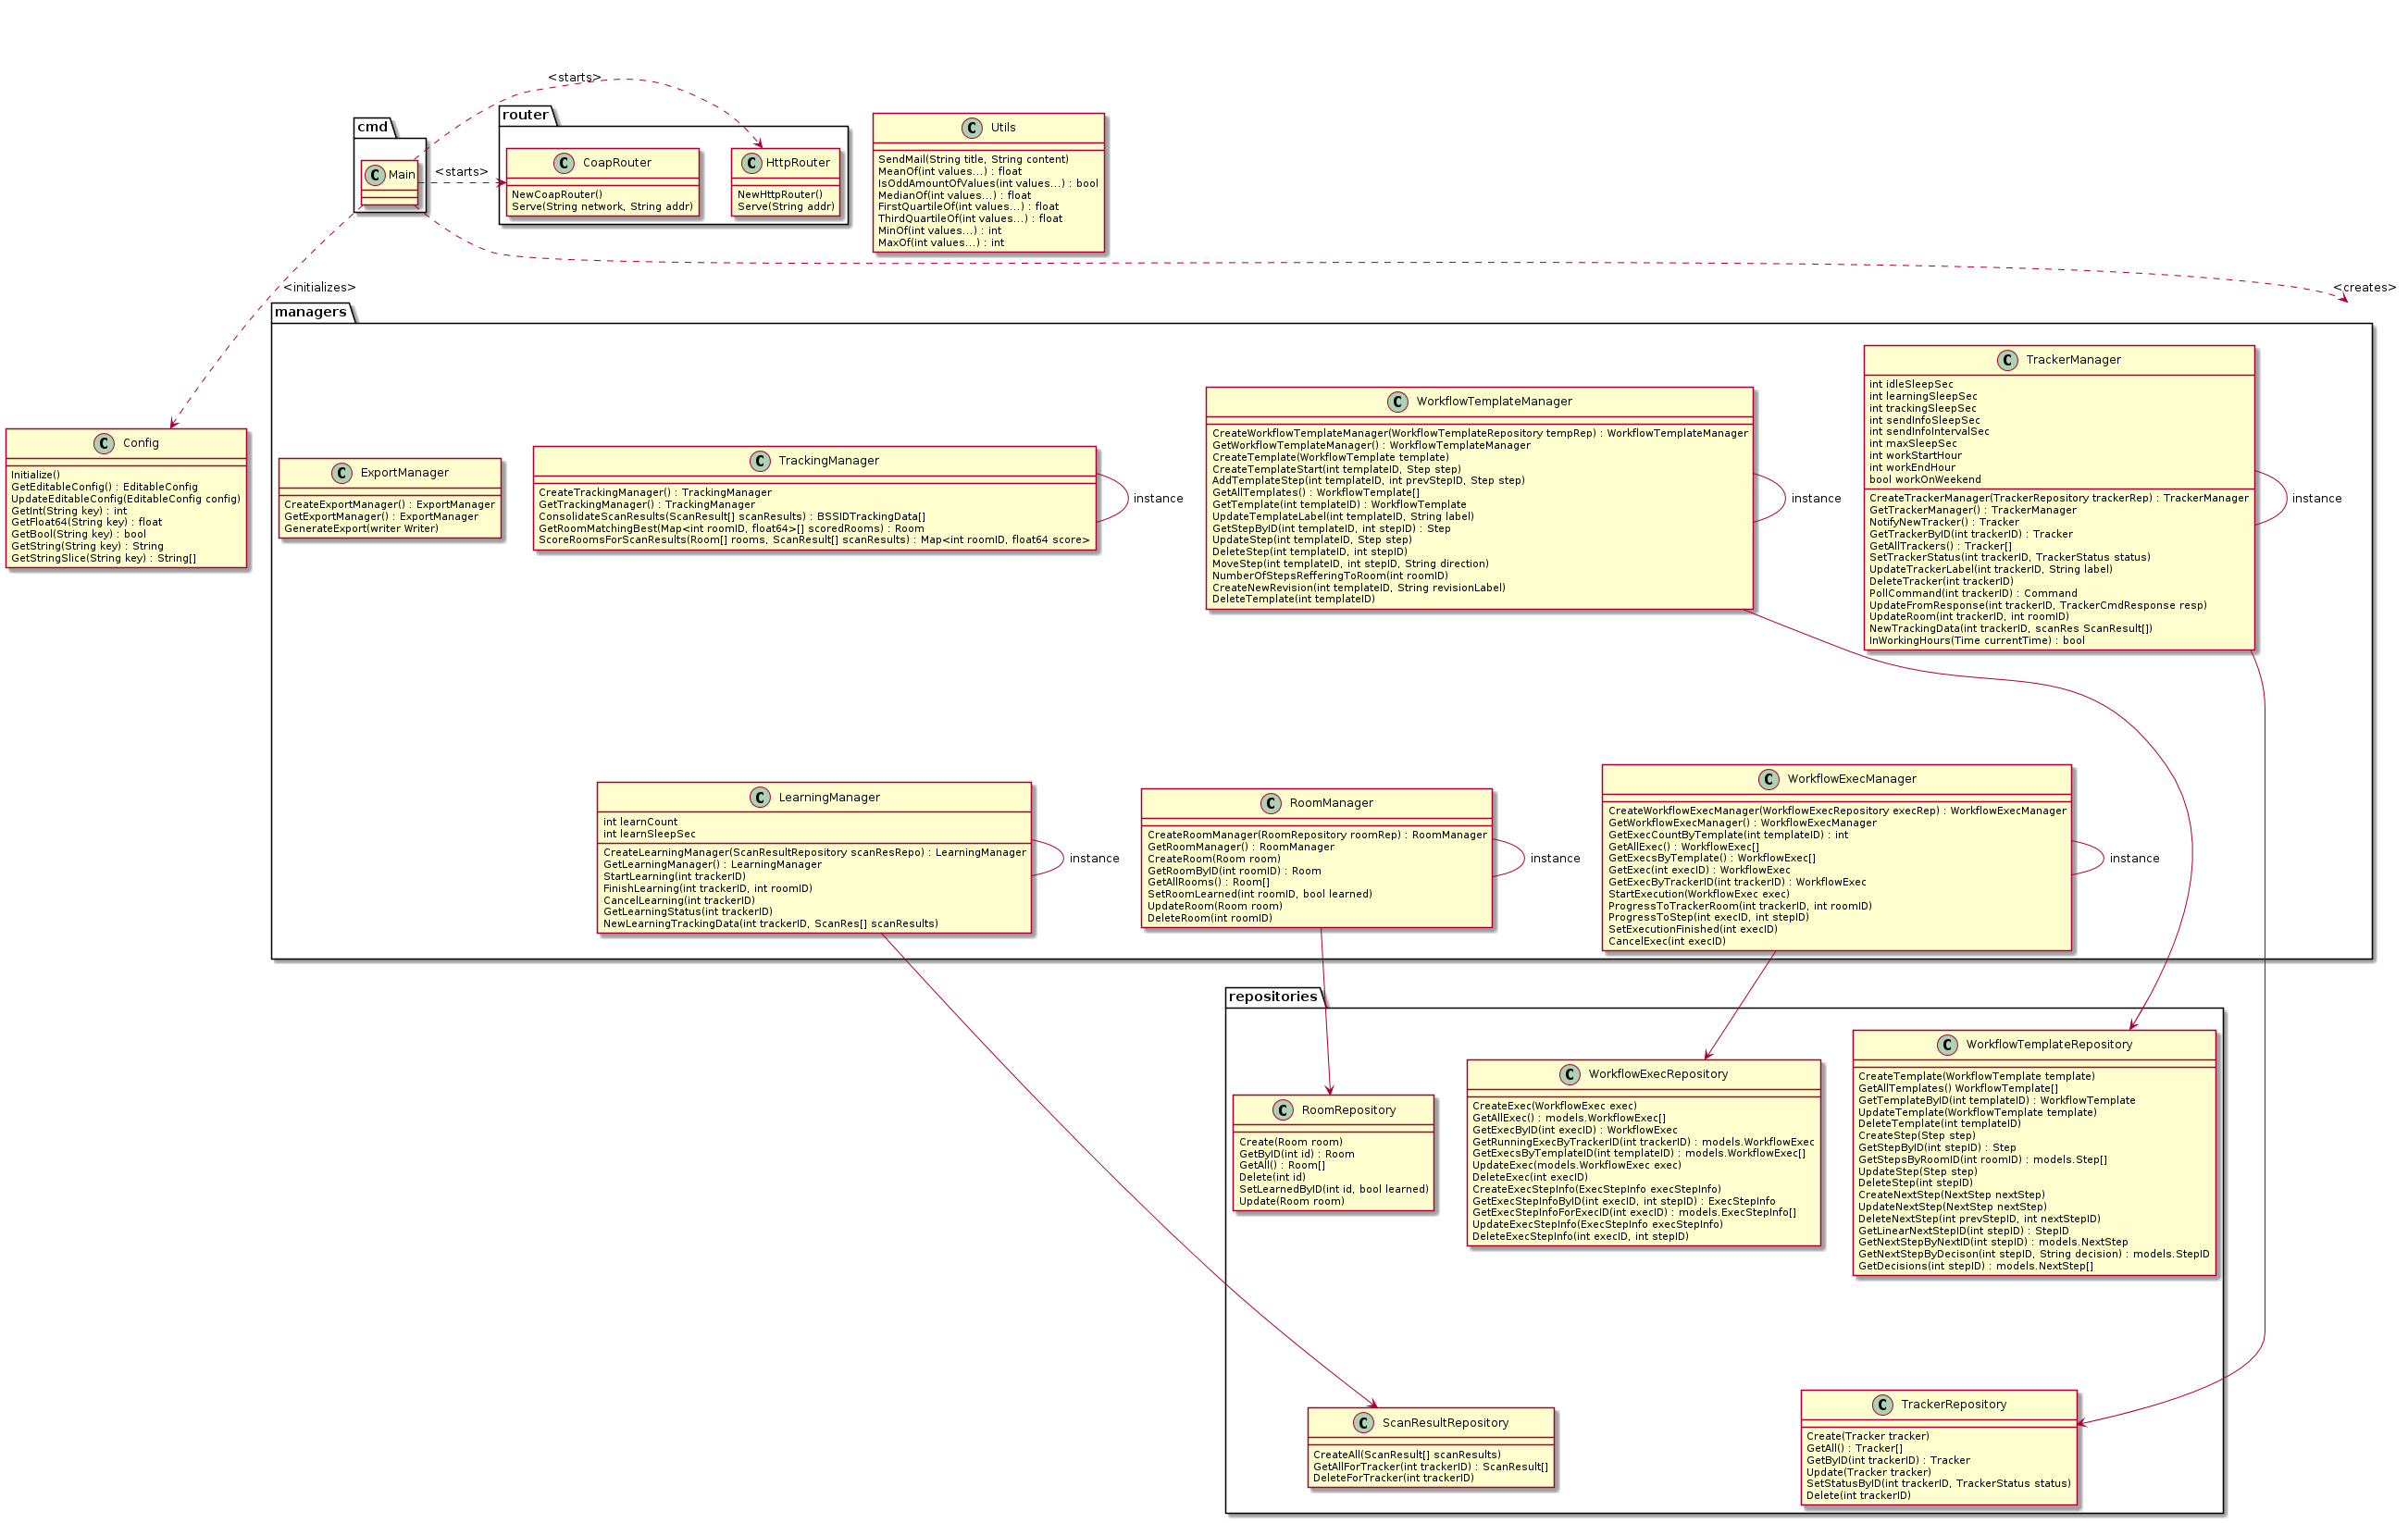 <starts>
cmd
Main
<starts>
router
CoapRouter
NewCoapRouter()
Serve(String network, String addr)
HttpRouter
NewHttpRouter()
Serve(String addr)
Utils
SendMail(String title, String content)
MeanOf(int values...) : float
IsOddAmountOfValues(int values...) : bool
MedianOf(int values...) : float
FirstQuartileOf(int values...) : float
ThirdQuartileOf(int values...) : float
MinOf(int values...) : int
MaxOf(int values...) : int
<initializes>
<creates>
Config
Initialize()
GetEditableConfig() : EditableConfig
UpdateEditableConfig(EditableConfig config)
GetInt(String key) : int
GetFloat64(String key) : float
GetBool(String key) : bool
GetString(String key) : String
GetStringSlice(String key) : String[]
managers
ExportManager
CreateExportManager() : ExportManager
GetExportManager() : ExportManager
GenerateExport(writer Writer)
TrackingManager
CreateTrackingManager() : TrackingManager
GetTrackingManager() : TrackingManager
ConsolidateScanResults(ScanResult[] scanResults) : BSSIDTrackingData[]
GetRoomMatchingBest(Map<int roomID, float64>[] scoredRooms) : Room
ScoreRoomsForScanResults(Room[] rooms, ScanResult[] scanResults) : Map<int roomID, float64 score>
instance
WorkflowTemplateManager
CreateWorkflowTemplateManager(WorkflowTemplateRepository tempRep) : WorkflowTemplateManager
GetWorkflowTemplateManager() : WorkflowTemplateManager
CreateTemplate(WorkflowTemplate template)
CreateTemplateStart(int templateID, Step step)
AddTemplateStep(int templateID, int prevStepID, Step step)
GetAllTemplates() : WorkflowTemplate[]
GetTemplate(int templateID) : WorkflowTemplate
UpdateTemplateLabel(int templateID, String label)
GetStepByID(int templateID, int stepID) : Step
UpdateStep(int templateID, Step step)
DeleteStep(int templateID, int stepID)
MoveStep(int templateID, int stepID, String direction)
NumberOfStepsRefferingToRoom(int roomID)
CreateNewRevision(int templateID, String revisionLabel)
DeleteTemplate(int templateID)
instance
TrackerManager
int idleSleepSec
int learningSleepSec
int trackingSleepSec
int sendInfoSleepSec
int sendInfoIntervalSec
int maxSleepSec
int workStartHour
int workEndHour
bool workOnWeekend
CreateTrackerManager(TrackerRepository trackerRep) : TrackerManager
GetTrackerManager() : TrackerManager
NotifyNewTracker() : Tracker
GetTrackerByID(int trackerID) : Tracker
GetAllTrackers() : Tracker[]
SetTrackerStatus(int trackerID, TrackerStatus status)
UpdateTrackerLabel(int trackerID, String label)
DeleteTracker(int trackerID)
PollCommand(int trackerID) : Command
UpdateFromResponse(int trackerID, TrackerCmdResponse resp)
UpdateRoom(int trackerID, int roomID)
NewTrackingData(int trackerID, scanRes ScanResult[])
InWorkingHours(Time currentTime) : bool
instance
LearningManager
int learnCount
int learnSleepSec
CreateLearningManager(ScanResultRepository scanResRepo) : LearningManager
GetLearningManager() : LearningManager
StartLearning(int trackerID)
FinishLearning(int trackerID, int roomID)
CancelLearning(int trackerID)
GetLearningStatus(int trackerID)
NewLearningTrackingData(int trackerID, ScanRes[] scanResults)
instance
RoomManager
CreateRoomManager(RoomRepository roomRep) : RoomManager
GetRoomManager() : RoomManager
CreateRoom(Room room)
GetRoomByID(int roomID) : Room
GetAllRooms() : Room[]
SetRoomLearned(int roomID, bool learned)
UpdateRoom(Room room)
DeleteRoom(int roomID)
instance
WorkflowExecManager
CreateWorkflowExecManager(WorkflowExecRepository execRep) : WorkflowExecManager
GetWorkflowExecManager() : WorkflowExecManager
GetExecCountByTemplate(int templateID) : int
GetAllExec() : WorkflowExec[]
GetExecsByTemplate() : WorkflowExec[]
GetExec(int execID) : WorkflowExec
GetExecByTrackerID(int trackerID) : WorkflowExec
StartExecution(WorkflowExec exec)
ProgressToTrackerRoom(int trackerID, int roomID)
ProgressToStep(int execID, int stepID)
SetExecutionFinished(int execID)
CancelExec(int execID)
instance
repositories
RoomRepository
Create(Room room)
GetByID(int id) : Room
GetAll() : Room[]
Delete(int id)
SetLearnedByID(int id, bool learned)
Update(Room room)
WorkflowExecRepository
CreateExec(WorkflowExec exec)
GetAllExec() : models.WorkflowExec[]
GetExecByID(int execID) : WorkflowExec
GetRunningExecByTrackerID(int trackerID) : models.WorkflowExec
GetExecsByTemplateID(int templateID) : models.WorkflowExec[]
UpdateExec(models.WorkflowExec exec)
DeleteExec(int execID)
CreateExecStepInfo(ExecStepInfo execStepInfo)
GetExecStepInfoByID(int execID, int stepID) : ExecStepInfo
GetExecStepInfoForExecID(int execID) : models.ExecStepInfo[]
UpdateExecStepInfo(ExecStepInfo execStepInfo)
DeleteExecStepInfo(int execID, int stepID)
WorkflowTemplateRepository
CreateTemplate(WorkflowTemplate template)
GetAllTemplates() WorkflowTemplate[]
GetTemplateByID(int templateID) : WorkflowTemplate
UpdateTemplate(WorkflowTemplate template)
DeleteTemplate(int templateID)
CreateStep(Step step)
GetStepByID(int stepID) : Step
GetStepsByRoomID(int roomID) : models.Step[]
UpdateStep(Step step)
DeleteStep(int stepID)
CreateNextStep(NextStep nextStep)
UpdateNextStep(NextStep nextStep)
DeleteNextStep(int prevStepID, int nextStepID)
GetLinearNextStepID(int stepID) : StepID
GetNextStepByNextID(int stepID) : models.NextStep
GetNextStepByDecison(int stepID, String decision) : models.StepID
GetDecisions(int stepID) : models.NextStep[]
ScanResultRepository
CreateAll(ScanResult[] scanResults)
GetAllForTracker(int trackerID) : ScanResult[]
DeleteForTracker(int trackerID)
TrackerRepository
Create(Tracker tracker)
GetAll() : Tracker[]
GetByID(int trackerID) : Tracker
Update(Tracker tracker)
SetStatusByID(int trackerID, TrackerStatus status)
Delete(int trackerID)